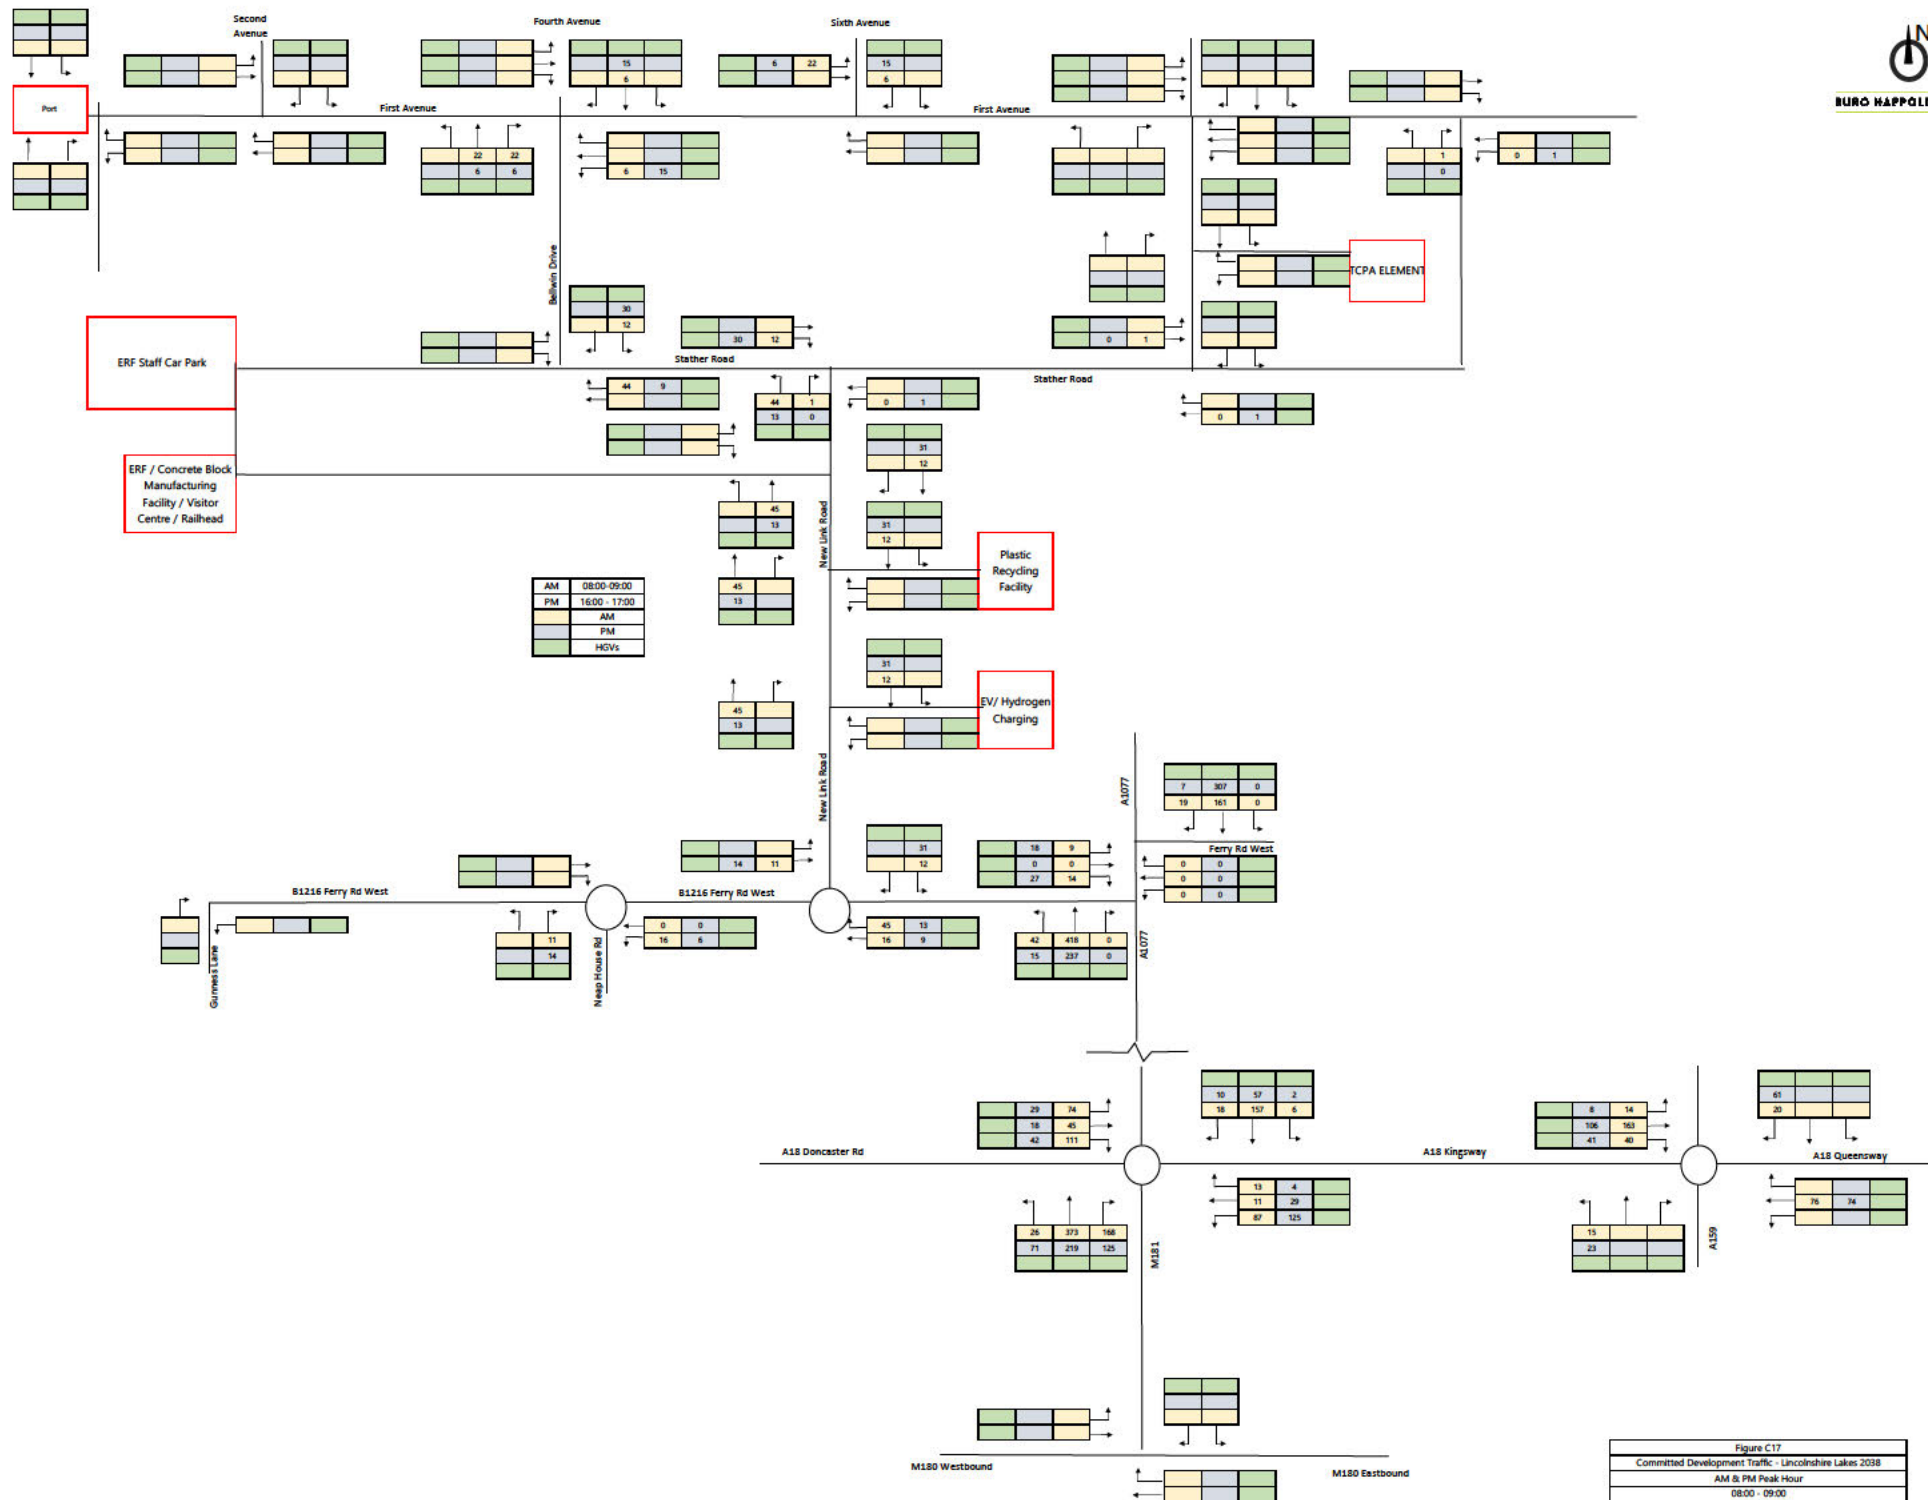 N
BURO HAPPOLD
Second
Avenue
Fourth Avenue
Sixth Avenue
15
6
6 22
15
6
Port
First Avenue
First Avenue
22 22
6 6
6 15
1
0
0 1
Bellwin Drive
30
12
30 12
0 1
TCPA ELEMENT
ERF Staff Car Park
Stather Road
Stather Road
44 9
44 1
13 0
0 1
0 1
31
12
ERF / Concrete Block
Manufacturing
Facility / Visitor
Centre / Railhead
45
13
New Link Road
31
12
Plastic
Recycling
Facility
AM 08:00-09:00
PM 16:00 - 17:00
AM
PM
HGVs
45
13
31
12
EV/ Hydrogen
Charging
45
13
New Link Road
A1077
7 307 0
19 161 0
14 11
31
12
18 9
0 0
27 14
Ferry Rd West
0 0
0 0
0 0
B1216 Ferry Rd West
B1216 Ferry Rd West
Gunness Lane
11
14
Neap House Rd
0 0
16 6
45 13
16 9
42 418 0
15 237 0
A1077
29 74
18 45
42 111
10 57 2
18 157 6
8 14
106 163
41 40
61
20
A18 Doncaster Rd
A18 Kingsway
A18 Queensway
26 373 168
71 219 125
M181
13 4
11 29
87 125
15
23
A159
76 74
M180 Westbound
M180 Eastbound
Figure C17
Committed Development Traffic - Lincolnshire Lakes 2038
AM & PM Peak Hour
08:00 - 09:00